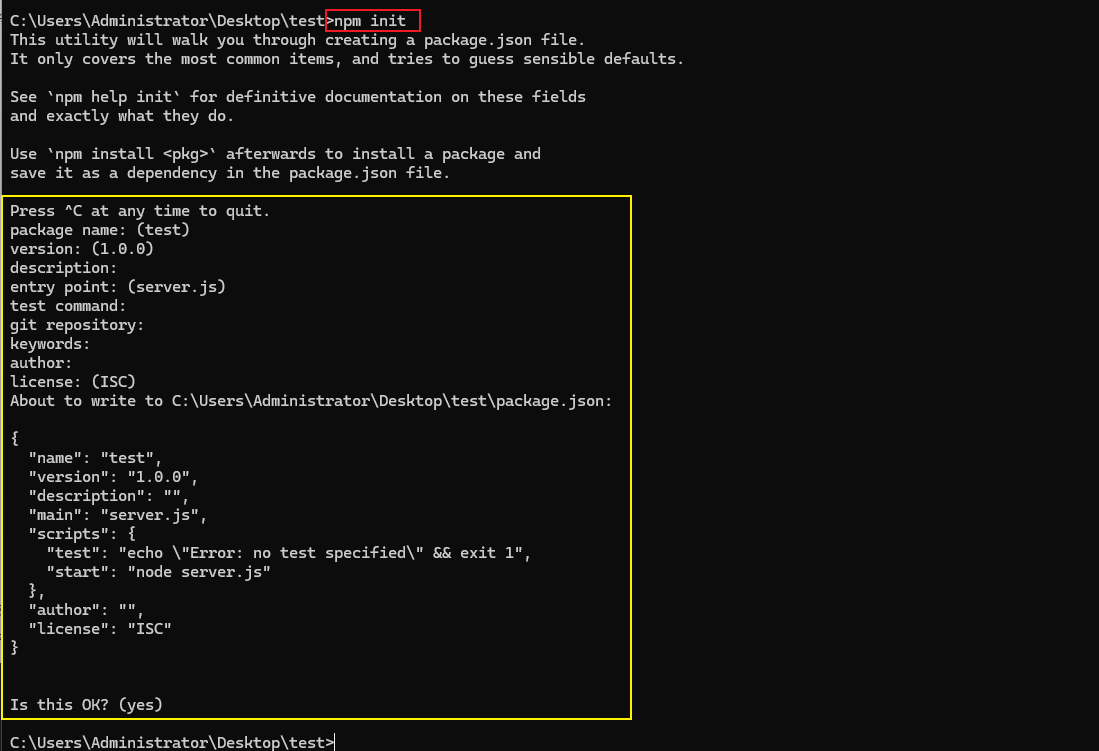 C:\Users\Administrator\Desktop\test>npm init
This utility will walk you through creating a package.json file.
It only covers the most common items, and tries to guess sensible defaults.
See `npm help init` for definitive documentation on these fields
and exactly what they do.
Use `npm install <pkg>` afterwards to install a package and
save it as a dependency in the package.json file.
Press ^C at any time to quit.
package name: (test)
version: (1.0.0)
description:
entry point: (server.js)
test command:
git repository:
keywords:
author:
license: (ISC)
About to write to C:\Users\Administrator\Desktop\test\package.json:
{
  "name": "test",
  "version": "1.0.0",
  "description": "",
  "main": "server.js",
  "scripts": {
    "test": "echo \"Error: no test specified\" && exit 1",
    "start": "node server.js"
  },
  "author": "",
  "license": "ISC"
}
Is this OK? (yes)
C:\Users\Administrator\Desktop\test>